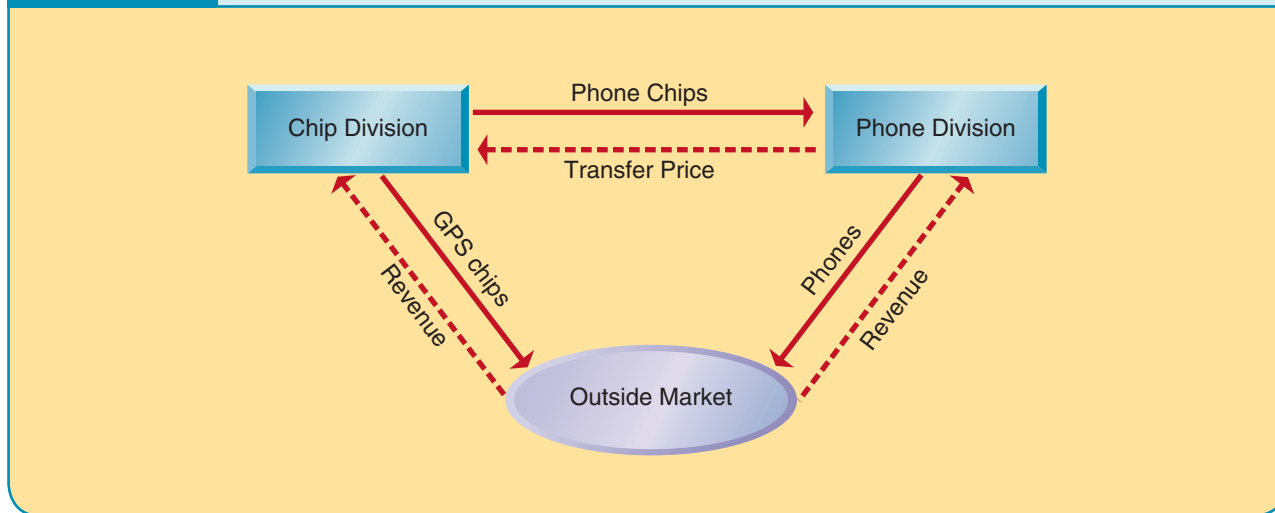 Phone Chips
Chip Division
Phone Division
Transfer Price
GPS chips
Revenue
Phones
Revenue
Outside Market